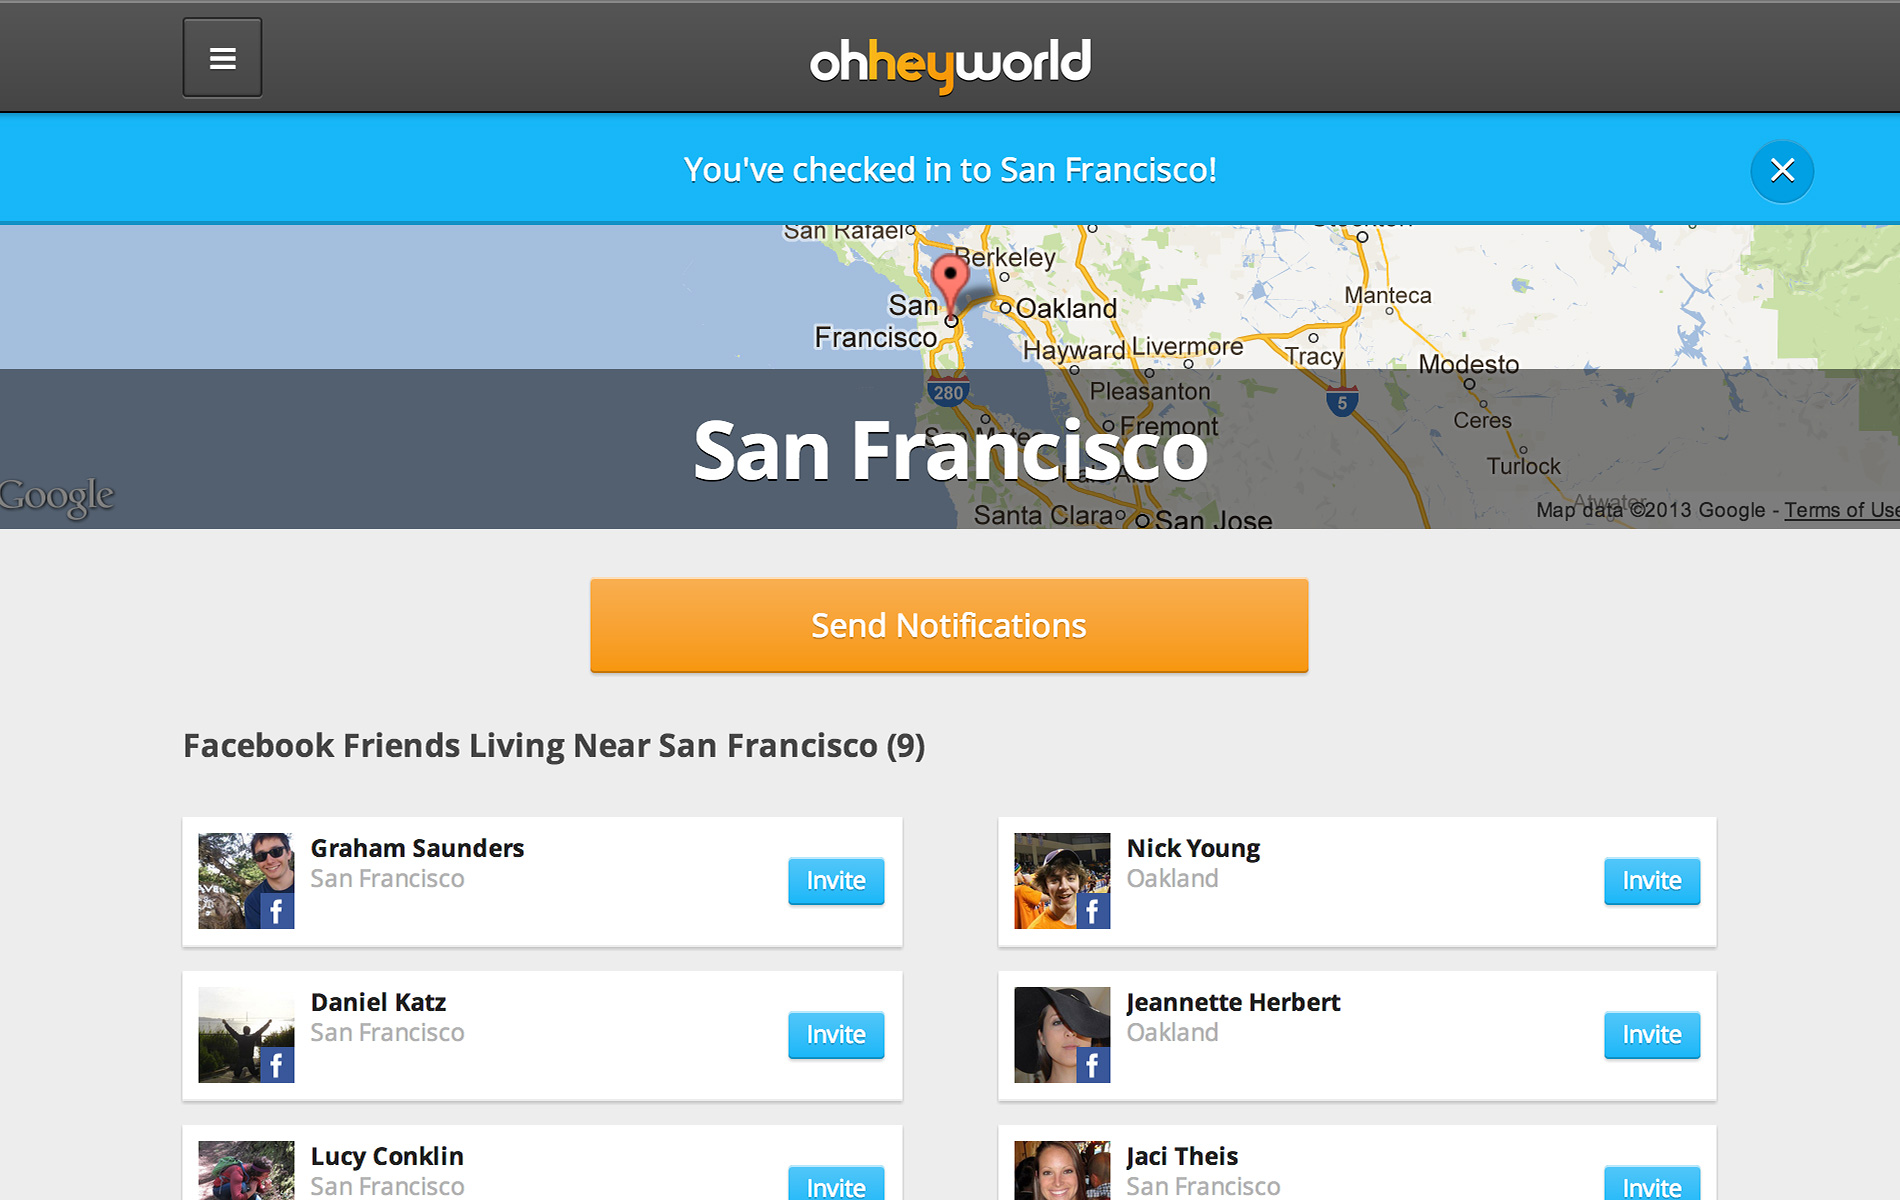 ohheyworld
You've checked in to San Francisco!
San Rafael
Berkeley
San
Francisco
Oakland
Manteca
Hayward
Livermore
Tracy
Modesto
280
Pleasanton
5
Ceres
Fremont
San Francisco
Turlock
Google
Atwater
Map data ©2013 Google - Terms of Use
Santa Clara
San Jose
Send Notifications
Facebook Friends Living Near San Francisco (9)
Graham Saunders
San Francisco
Invite
Nick Young
Oakland
Invite
Daniel Katz
San Francisco
Invite
Jeannette Herbert
Oakland
Invite
Lucy Conklin
San Francisco
Invite
Jaci Theis
San Francisco
Invite